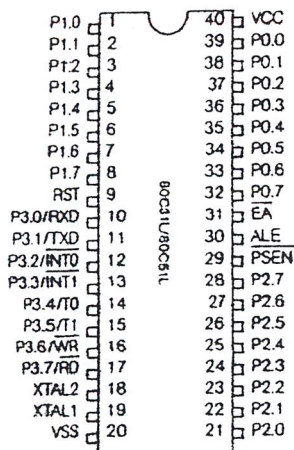 P1.0 1 40 VCC
P1.1 2 39 P0.0
P1.2 3 38 P0.1
P1.3 4 37 P0.2
P1.4 5 36 P0.3
P1.5 6 35 P0.4
P1.6 7 34 P0.5
P1.7 8 33 P0.6
RST 9 32 P0.7
P3.0/RXD 10 31 E̅A̅
P3.1/TXD 11 30 ALE
P3.2/I̅N̅T̅0̅ 12 29 P̅S̅E̅N̅
P3.3/I̅N̅T̅1̅ 13 28 P2.7
P3.4/T0 14 27 P2.6
P3.5/T1 15 26 P2.5
P3.6/W̅R̅ 16 25 P2.4
P3.7/R̅D̅ 17 24 P2.3
XTAL2 18 23 P2.2
XTAL1 19 22 P2.1
VSS 20 21 P2.0
80C31L/80C51L